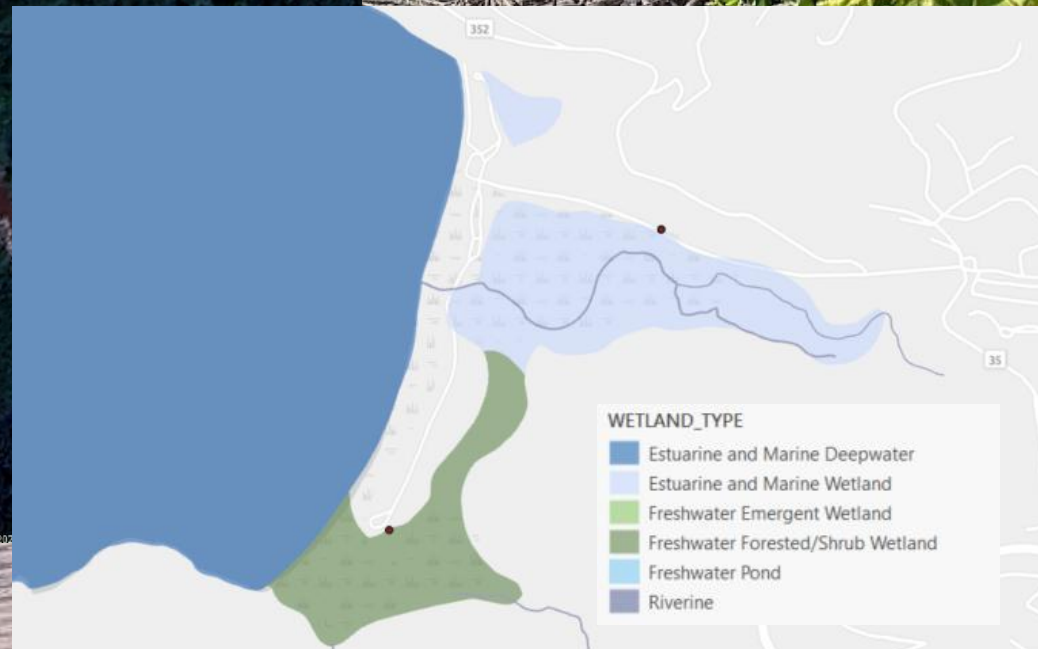 352
35
WETLAND_TYPE
Estuarine and Marine Deepwater
Estuarine and Marine Wetland
Freshwater Emergent Wetland
Freshwater Forested/Shrub Wetland
Freshwater Pond
Riverine